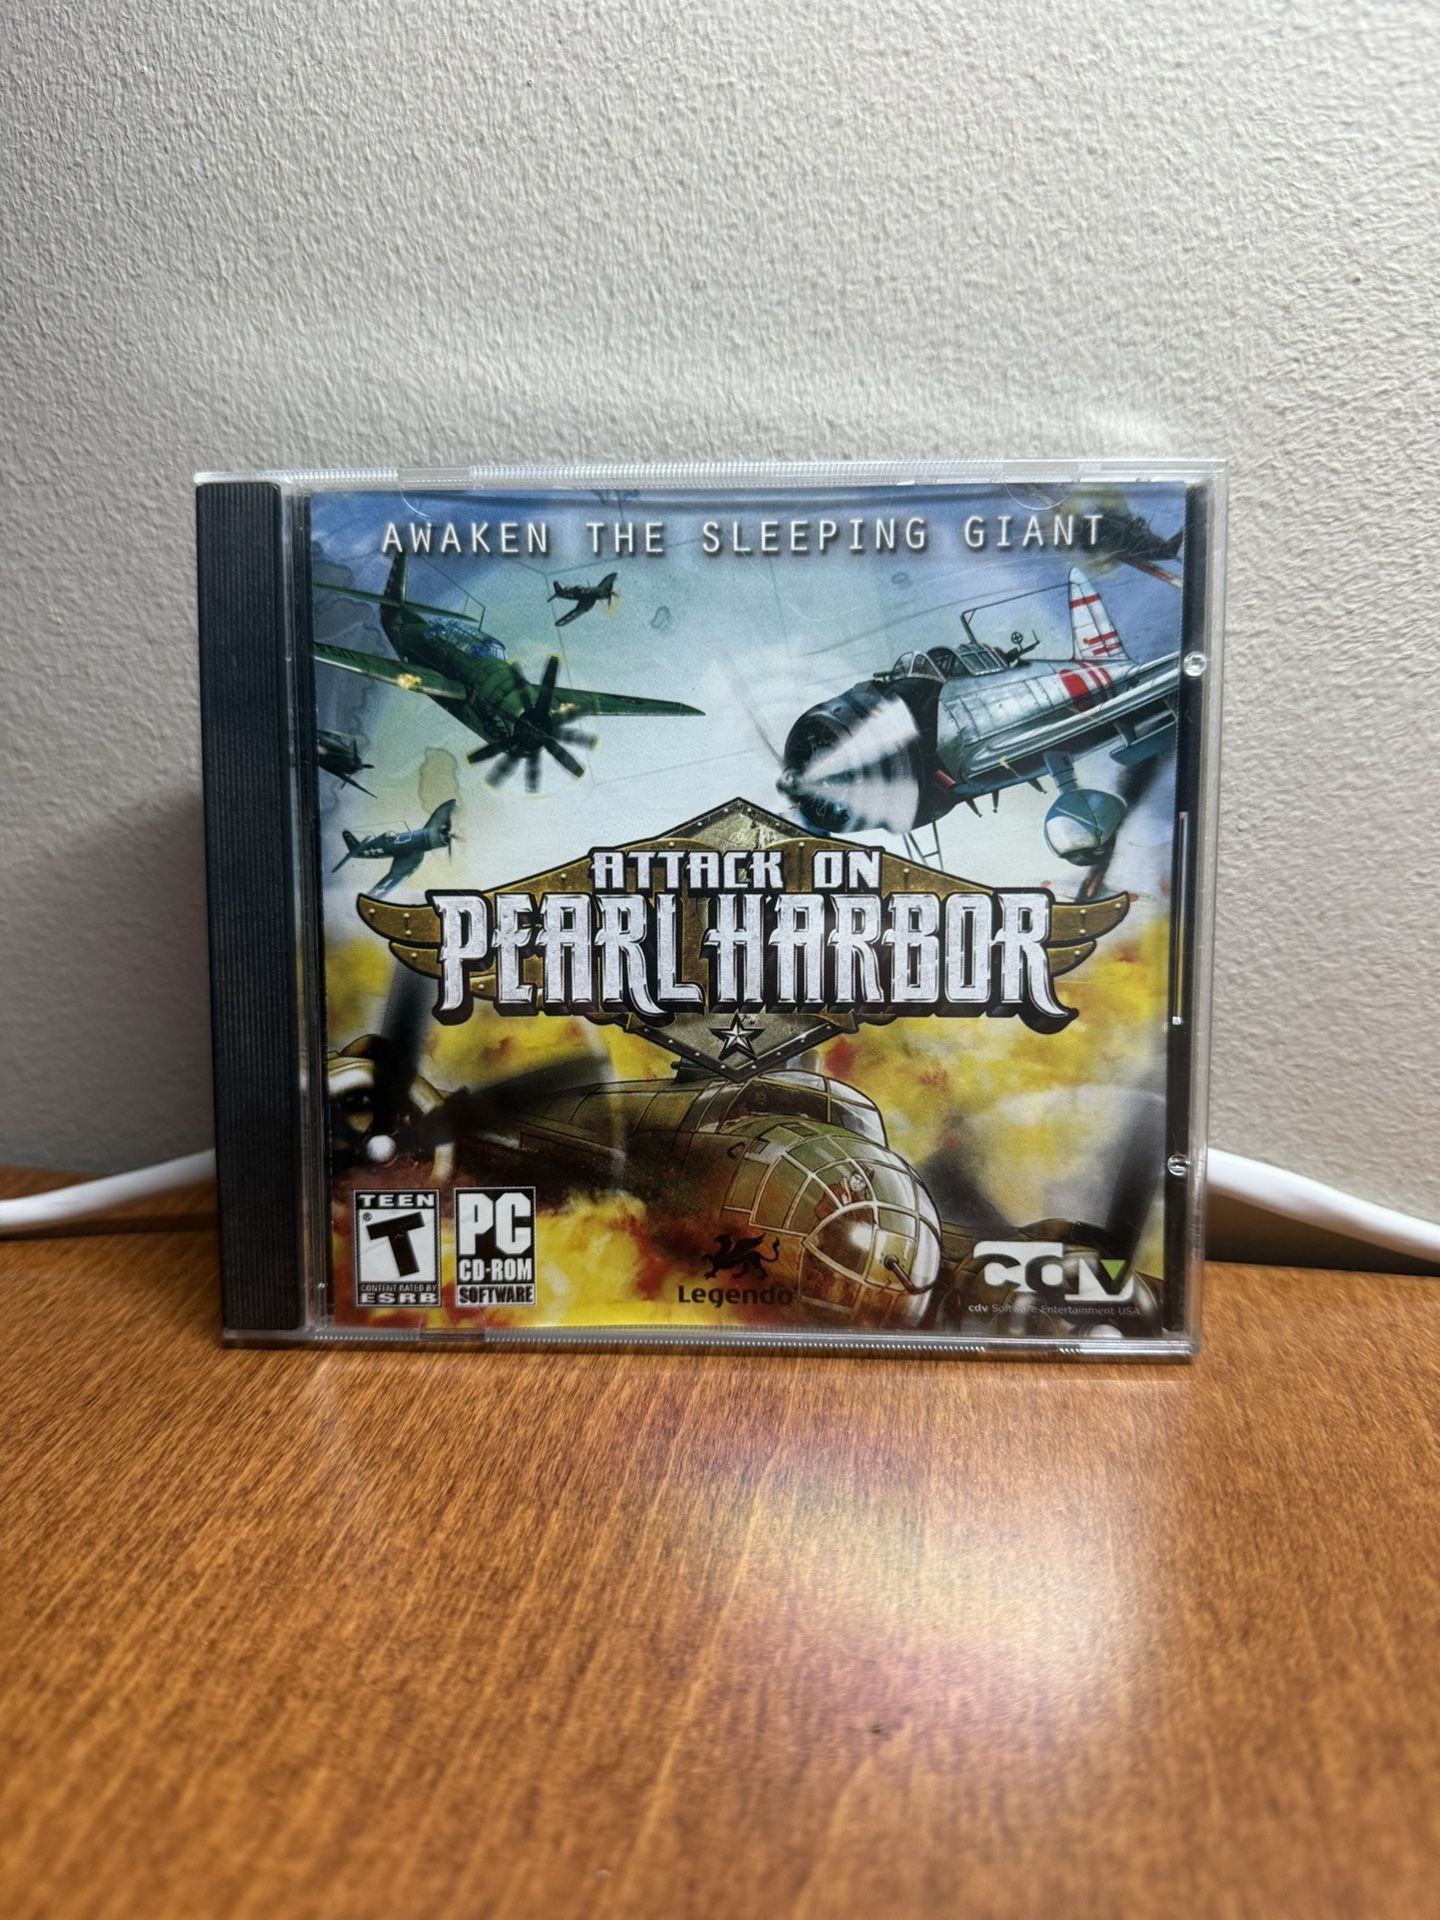 AWAKEN THE SLEEPING GIANT
ATTACK ON
PEARL HARBOR
TEEN
T
®
CONTENT RATED BY
ESRB
PC
CD-ROM
SOFTWARE
Legendo
cdv
cdv Software Entertainment USA